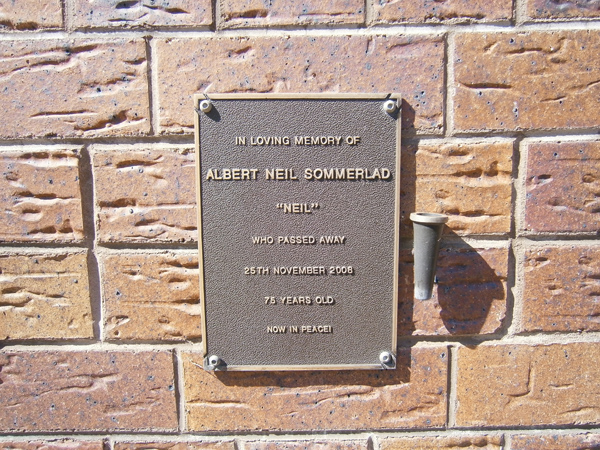 IN LOVING MEMORY OF
ALBERT NEIL SOMMERLAD
"NEIL"
WHO PASSED AWAY
25TH NOVEMBER 2008
75 YEARS OLD
NOW IN PEACE!